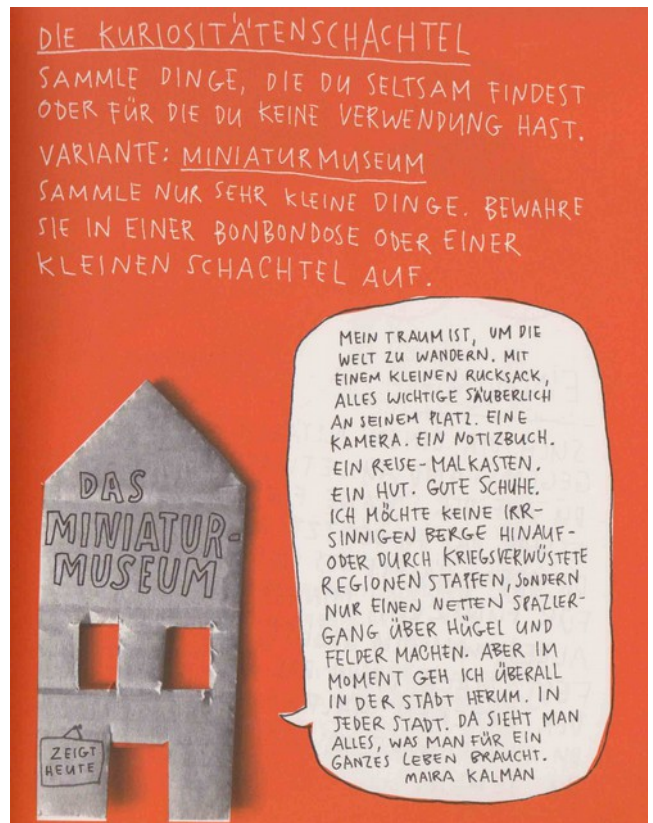 DIE KURIOSITÄTENSCHACHTEL
SAMMLE DINGE, DIE DU SELTSAM FINDEST
ODER FÜR DIE DU KEINE VERWENDUNG HAST.
VARIANTE: MINIATURMUSEUM
SAMMLE NUR SEHR KLEINE DINGE. BEWAHRE
SIE IN EINER BONBONDOSE ODER EINER
KLEINEN SCHACHTEL AUF.
DAS
MINIATUR-
MUSEUM
ZEIGT
HEUTE
MEIN TRAUM IST, UM DIE
WELT ZU WANDERN. MIT
EINEM KLEINEN RUCKSACK,
ALLES WICHTIGE SÄUBERLICH
AN SEINEM PLATZ. EINE
KAMERA. EIN NOTIZBUCH.
EIN REISE-MALKASTEN.
EIN HUT. GUTE SCHUHE.
ICH MÖCHTE KEINE IRR-
SINNIGEN BERGE HINAUF-
ODER DURCH KRIEGSVERWÜSTETE
REGIONEN STAPFEN, SONDERN
NUR EINEN NETTEN SPAZIER-
GANG ÜBER HÜGEL UND
FELDER MACHEN. ABER IM
MOMENT GEH ICH ÜBERALL
IN DER STADT HERUM. IN
JEDER STADT. DA SIEHT MAN
ALLES, WAS MAN FÜR EIN
GANZES LEBEN BRAUCHT.
MAIRA KALMAN